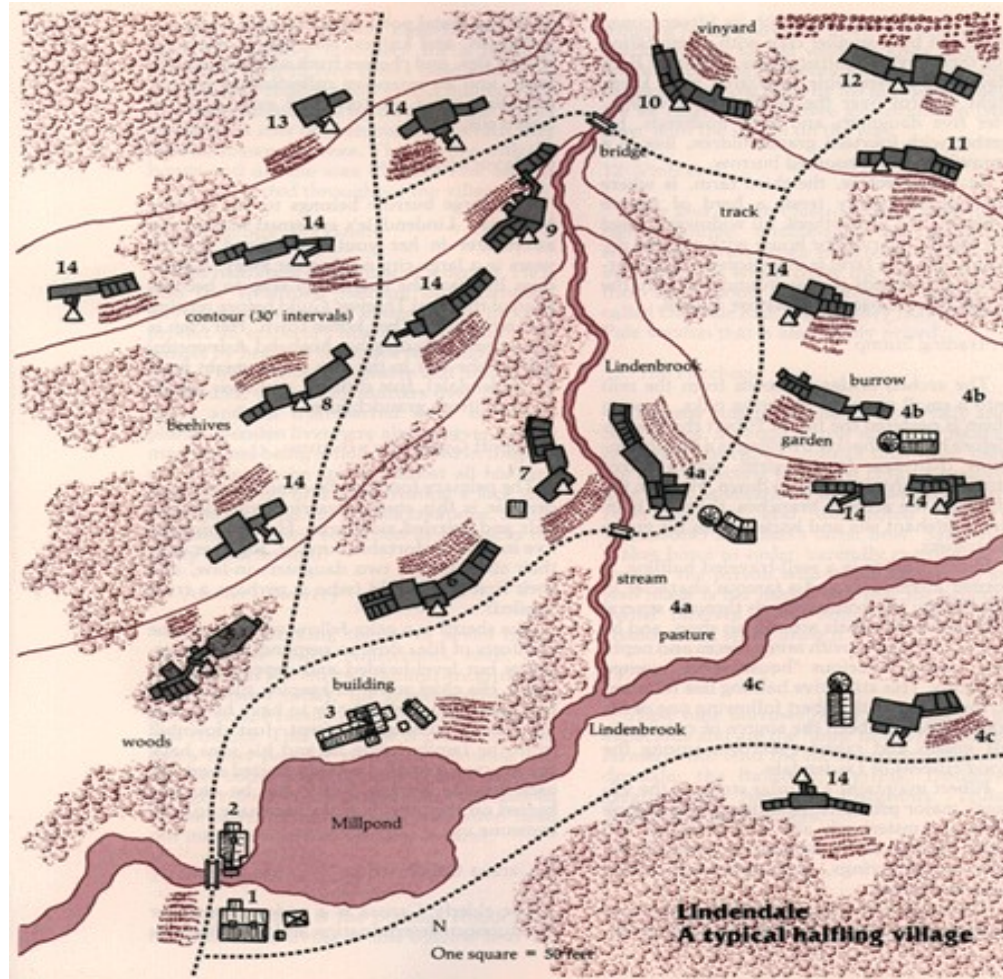 vinyard
12
13
14
10
11
bridge
9
track
14
14
14
14
contour (30' intervals)
Lindenbrook
burrow
8
4b
4b
Beehives
garden
7
4a
14
14
14
stream
4a
pasture
4c
building
3
Lindenbrook
4c
woods
14
2
Millpond
1
N
One square = 50 feet
Lindendale
A typical halfling village